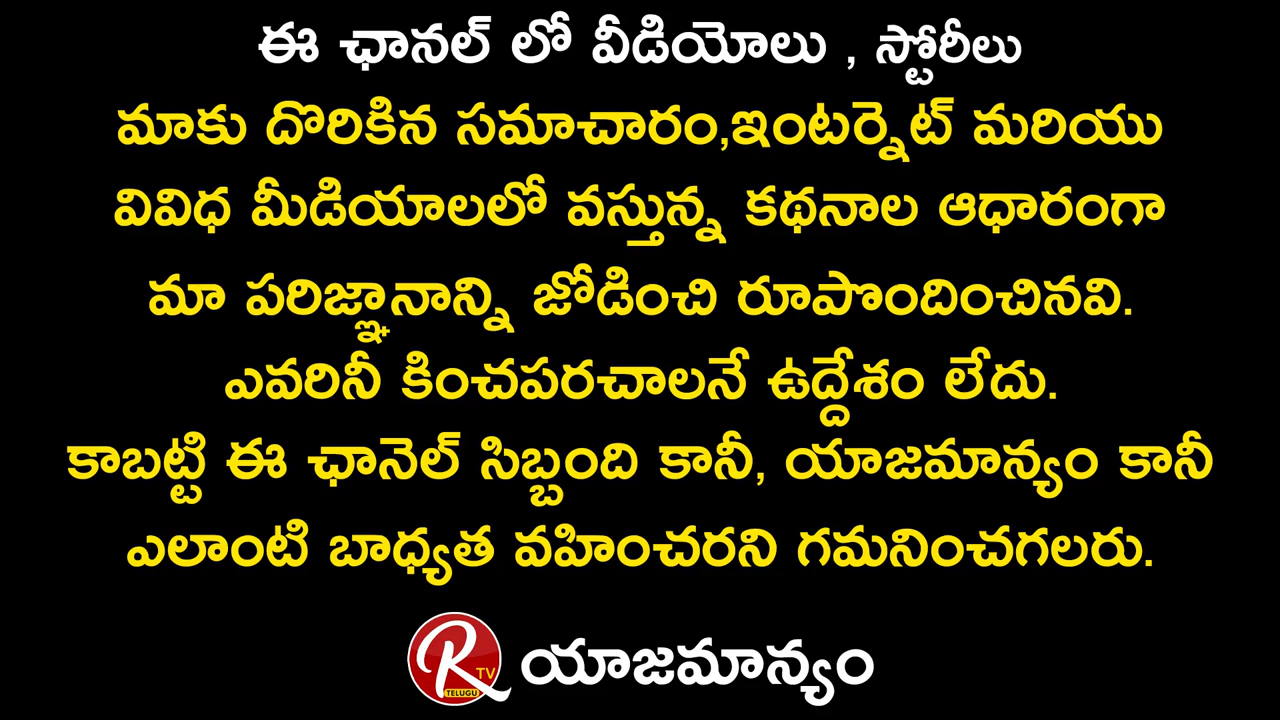 ఈ ఛానల్ లో వీడియోలు , స్టోరీలు
మాకు దొరికిన సమాచారం,ఇంటర్నెట్ మరియు
వివిధ మీడియాలలో వస్తున్న కథనాల ఆధారంగా
మా పరిజ్ఞానాన్ని జోడించి రూపొందించినవి.
ఎవరినీ కించపరచాలనే ఉద్దేశం లేదు.
కాబట్టి ఈ ఛానెల్ సిబ్బంది కానీ, యాజమాన్యం కానీ
ఎలాంటి బాధ్యత వహించరని గమనించగలరు.
R TV TELUGU యాజమాన్యం